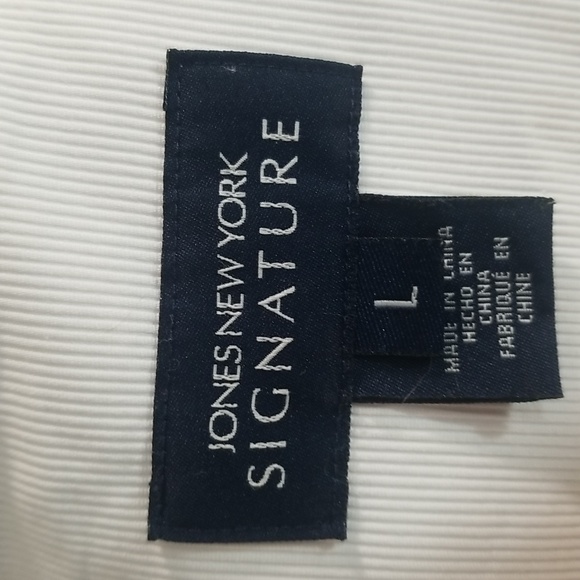 JONES NEW YORK
SIGNATURE
L
MADE IN CHINA
HECHO EN
CHINA
FABRIQUÉ EN
CHINE